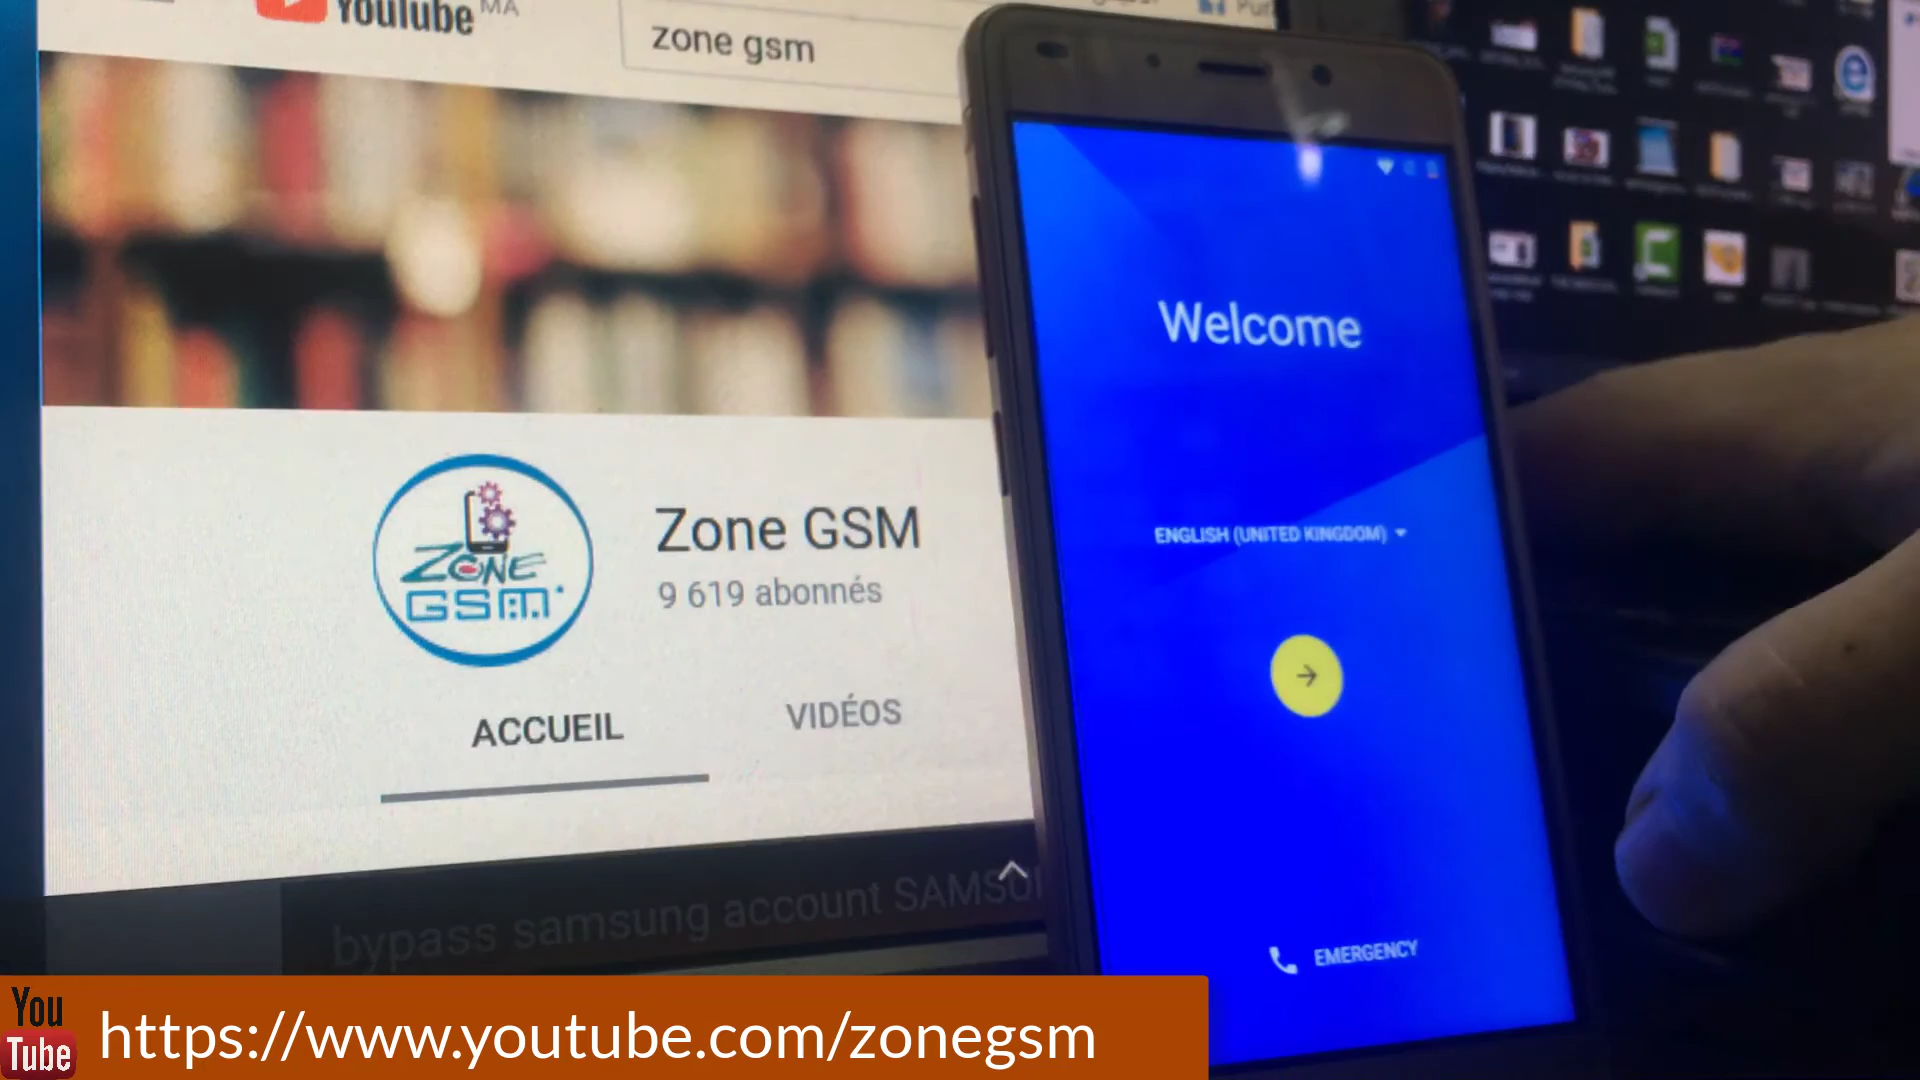 YouTube MA
zone gsm
ZONE
GSM
Zone GSM
9 619 abonnés
ACCUEIL
VIDÉOS
bypass samsung account
Welcome
ENGLISH (UNITED KINGDOM)
EMERGENCY
You
Tube
https://www.youtube.com/zonegsm